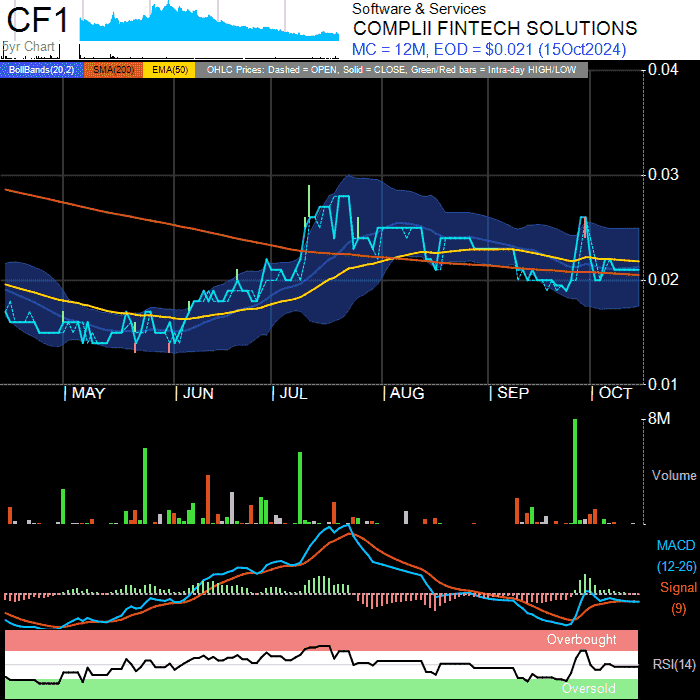 CF1
5yr Chart
Software & Services
COMPLII FINTECH SOLUTIONS
MC = 12M, EOD = $0.021 (15Oct2024)
BollBands(20,2) SMA(200) EMA(50) OHLC Prices: Dashed = OPEN, Solid = CLOSE, Green/Red bars = Intra-day HIGH/LOW
0.04
0.03
0.02
0.01
MAY JUN JUL AUG SEP OCT
8M
Volume
MACD
(12-26)
Signal
(9)
Overbought
RSI(14)
Oversold